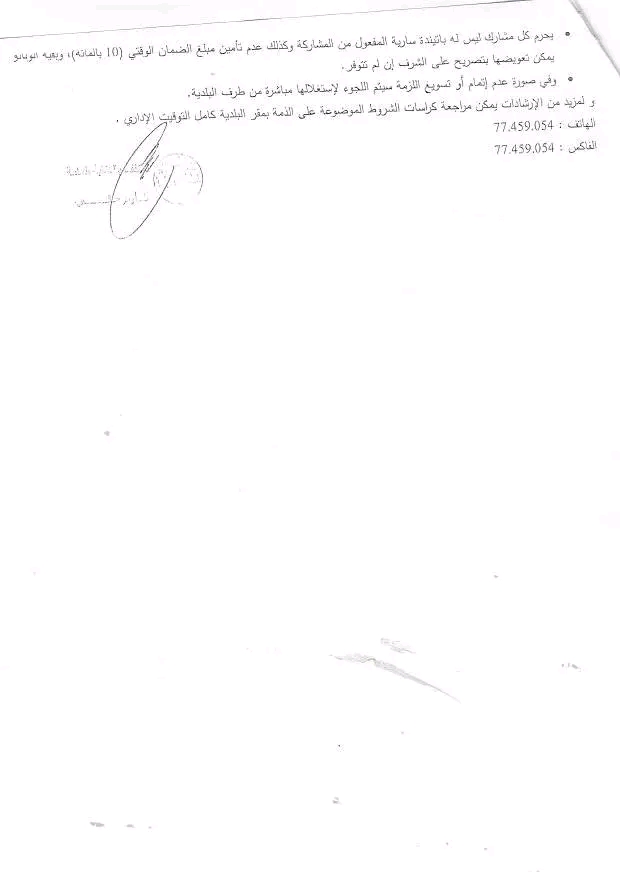 • يحرم كل مشارك ليس له باتيندة سارية المفعول من المشاركة وكذلك عدم تأمين مبلغ الضمان الوقتي (10 بالمائة)، وبقية
يمكن تعويضها بتصريح على الشرف إن لم تتوفر.
• وفي صورة عدم إتمام أو تسويغ اللزمة سيتم اللجوء لإستغلالها مباشرة من طرف البلدية.
و لمزيد من الإرشادات يمكن مراجعة كراسات الشروط الموضوعة على الذمة بمقر البلدية كامل التوقيت الإداري .
الهاتف : 77.459.054
الفاكس : 77.459.054